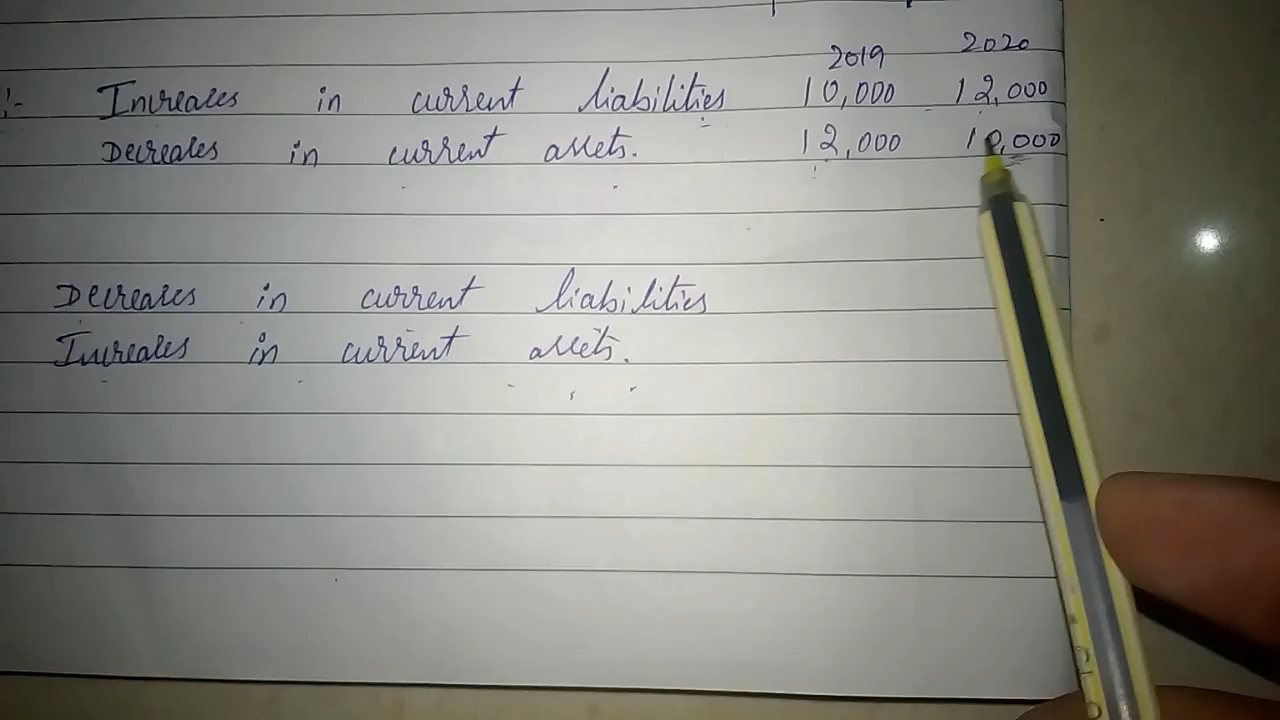 2019 2020
:- Increases in current liabilities 10,000 12,000
Decreases in current assets. 12,000 10,000
Decreases in current liabilities
Increases in current assets.